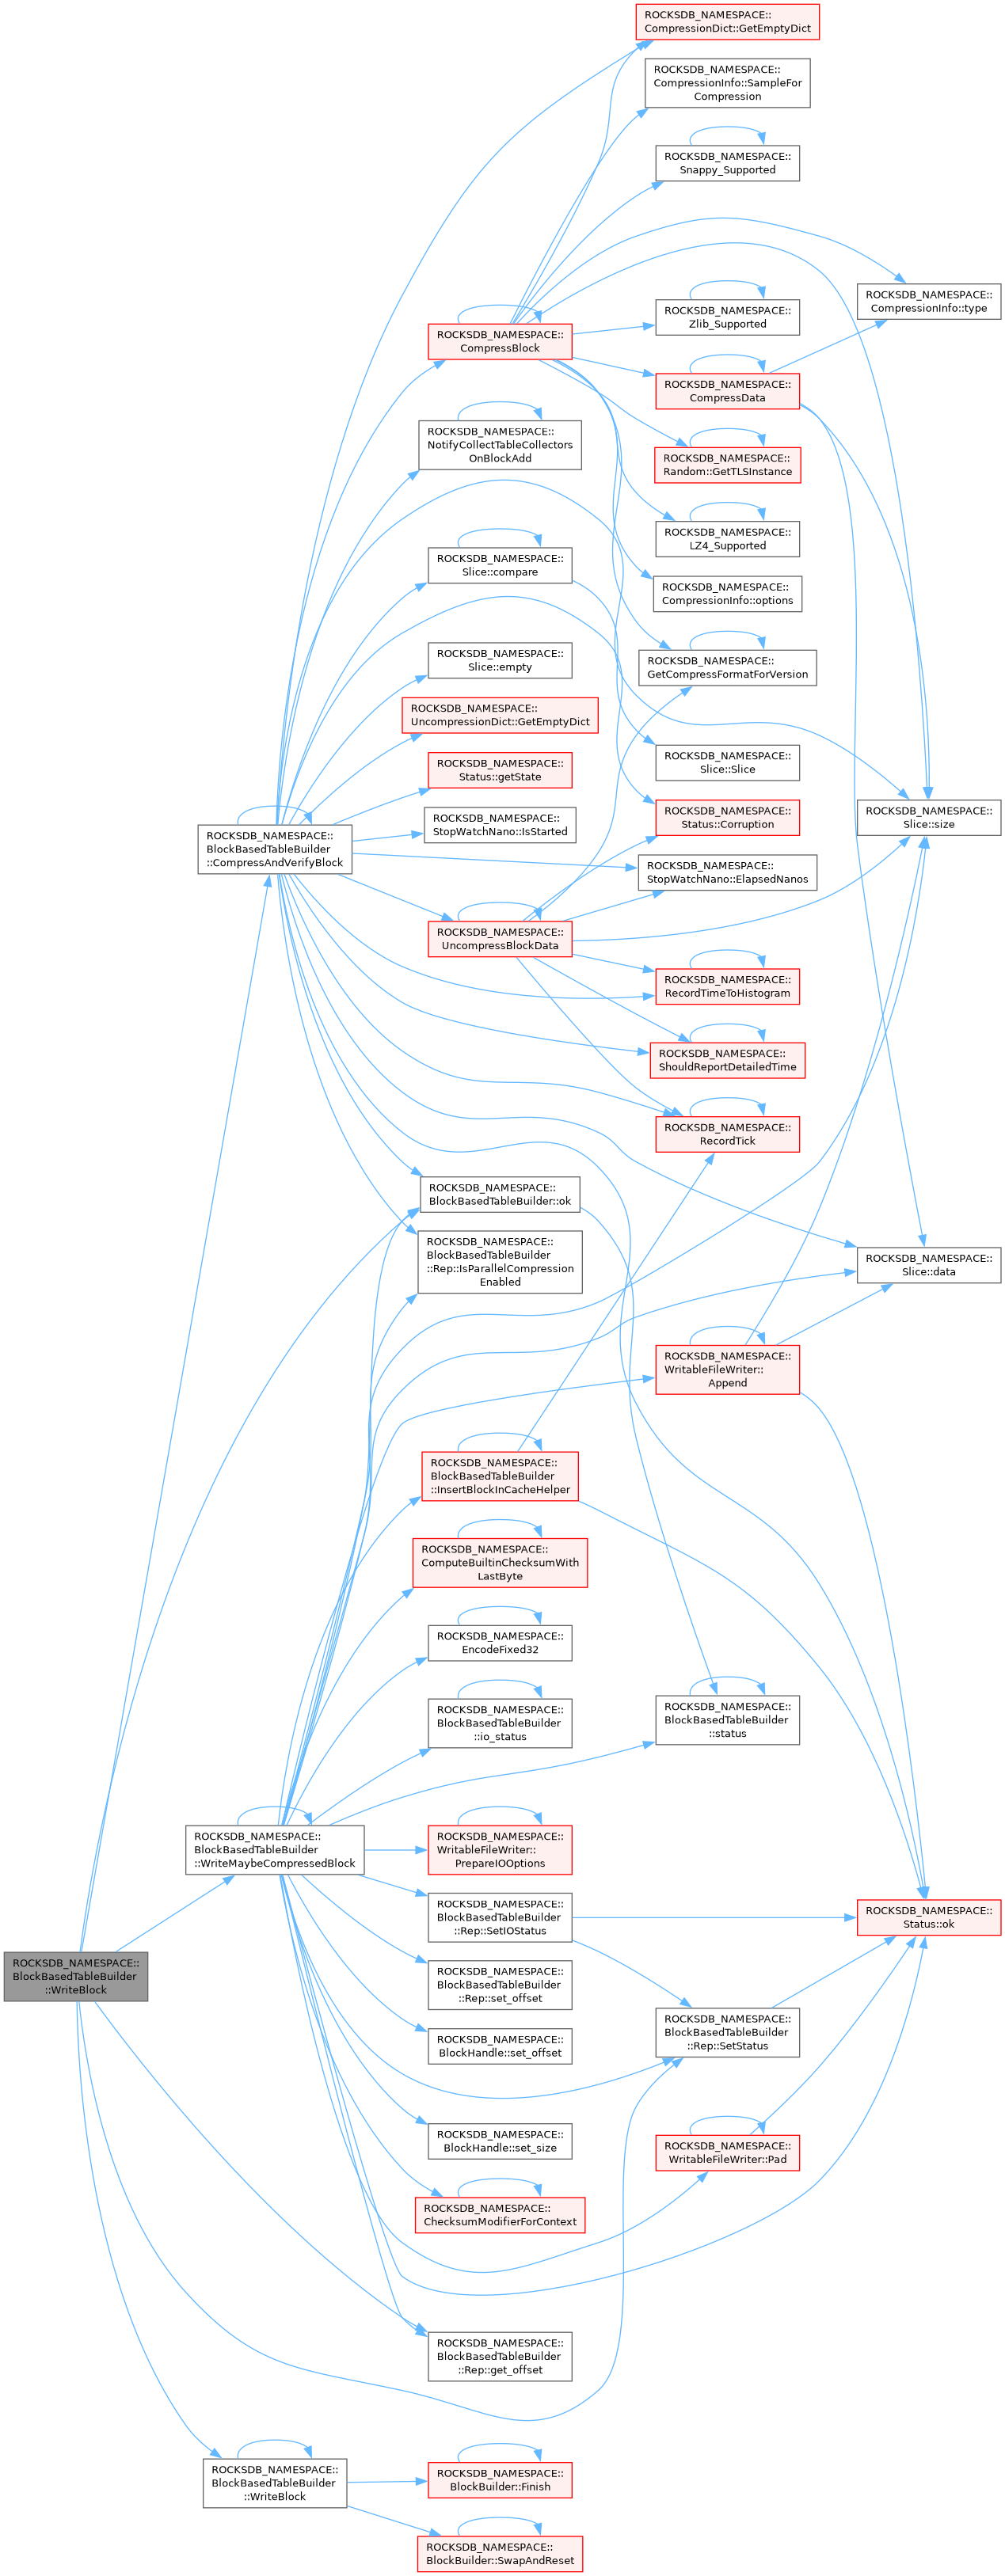 ROCKSDB_NAMESPACE::
CompressionDict::GetEmptyDict
ROCKSDB_NAMESPACE::
CompressionInfo::SampleFor
Compression
ROCKSDB_NAMESPACE::
Snappy_Supported
ROCKSDB_NAMESPACE::
CompressionInfo::type
ROCKSDB_NAMESPACE::
Zlib_Supported
ROCKSDB_NAMESPACE::
CompressBlock
ROCKSDB_NAMESPACE::
CompressData
ROCKSDB_NAMESPACE::
NotifyCollectTableCollectors
OnBlockAdd
ROCKSDB_NAMESPACE::
Random::GetTLSInstance
ROCKSDB_NAMESPACE::
LZ4_Supported
ROCKSDB_NAMESPACE::
Slice::compare
ROCKSDB_NAMESPACE::
CompressionInfo::options
ROCKSDB_NAMESPACE::
Slice::empty
ROCKSDB_NAMESPACE::
GetCompressFormatForVersion
ROCKSDB_NAMESPACE::
UncompressionDict::GetEmptyDict
ROCKSDB_NAMESPACE::
Status::getState
ROCKSDB_NAMESPACE::
Slice::Slice
ROCKSDB_NAMESPACE::
StopWatchNano::IsStarted
ROCKSDB_NAMESPACE::
Status::Corruption
ROCKSDB_NAMESPACE::
Slice::size
ROCKSDB_NAMESPACE::
BlockBasedTableBuilder
::CompressAndVerifyBlock
ROCKSDB_NAMESPACE::
StopWatchNano::ElapsedNanos
ROCKSDB_NAMESPACE::
UncompressBlockData
ROCKSDB_NAMESPACE::
RecordTimeToHistogram
ROCKSDB_NAMESPACE::
ShouldReportDetailedTime
ROCKSDB_NAMESPACE::
RecordTick
ROCKSDB_NAMESPACE::
BlockBasedTableBuilder::ok
ROCKSDB_NAMESPACE::
BlockBasedTableBuilder
::Rep::IsParallelCompression
Enabled
ROCKSDB_NAMESPACE::
Slice::data
ROCKSDB_NAMESPACE::
WritableFileWriter::
Append
ROCKSDB_NAMESPACE::
BlockBasedTableBuilder
::InsertBlockInCacheHelper
ROCKSDB_NAMESPACE::
ComputeBuiltinChecksumWith
LastByte
ROCKSDB_NAMESPACE::
EncodeFixed32
ROCKSDB_NAMESPACE::
BlockBasedTableBuilder
::io_status
ROCKSDB_NAMESPACE::
BlockBasedTableBuilder
::status
ROCKSDB_NAMESPACE::
BlockBasedTableBuilder
::WriteMaybeCompressedBlock
ROCKSDB_NAMESPACE::
WritableFileWriter::
PrepareIOOptions
ROCKSDB_NAMESPACE::
BlockBasedTableBuilder
::Rep::SetIOStatus
ROCKSDB_NAMESPACE::
Status::ok
ROCKSDB_NAMESPACE::
BlockBasedTableBuilder
::WriteBlock
ROCKSDB_NAMESPACE::
BlockBasedTableBuilder
::Rep::set_offset
ROCKSDB_NAMESPACE::
BlockHandle::set_offset
ROCKSDB_NAMESPACE::
BlockBasedTableBuilder
::Rep::SetStatus
ROCKSDB_NAMESPACE::
BlockHandle::set_size
ROCKSDB_NAMESPACE::
WritableFileWriter::Pad
ROCKSDB_NAMESPACE::
ChecksumModifierForContext
ROCKSDB_NAMESPACE::
BlockBasedTableBuilder
::Rep::get_offset
ROCKSDB_NAMESPACE::
BlockBasedTableBuilder
::WriteBlock
ROCKSDB_NAMESPACE::
BlockBuilder::Finish
ROCKSDB_NAMESPACE::
BlockBuilder::SwapAndReset